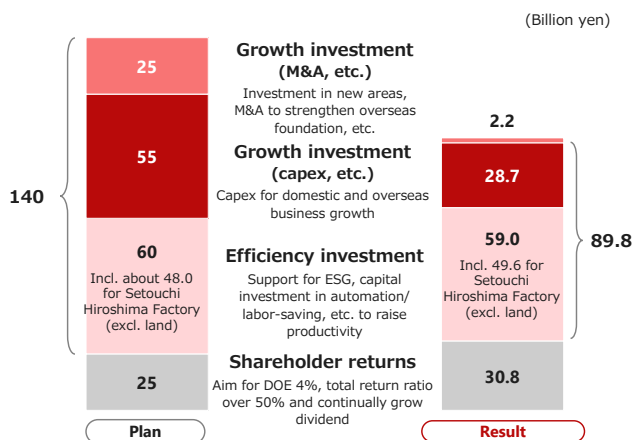 (Billion yen)
25
Growth investment
(M&A, etc.)
Investment in new areas,
M&A to strengthen overseas
foundation, etc.
2.2
55
Growth investment
(capex, etc.)
Capex for domestic and overseas
business growth
28.7
140
60
Incl. about 48.0
for Setouchi
Hiroshima Factory
(excl. land)
Efficiency investment
Support for ESG, capital
investment in automation/
labor-saving, etc. to raise
productivity
59.0
Incl. 49.6 for
Setouchi
Hiroshima Factory
(excl. land)
89.8
25
Shareholder returns
Aim for DOE 4%, total return ratio
over 50% and continually grow
dividend
30.8
Plan
Result